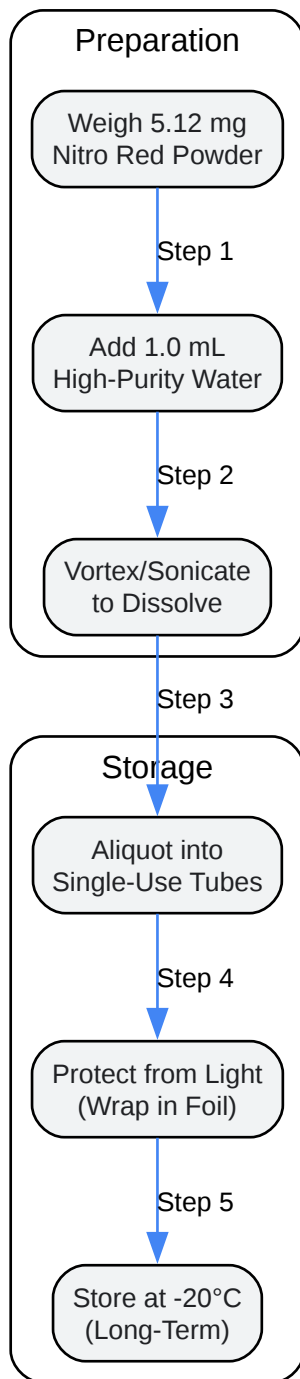 Preparation
Weigh 5.12 mg
Nitro Red Powder
Step 1
Add 1.0 mL
High-Purity Water
Step 2
Vortex/Sonicate
to Dissolve
Step 3
Storage
Aliquot into
Single-Use Tubes
Step 4
Protect from Light
(Wrap in Foil)
Step 5
Store at -20°C
(Long-Term)